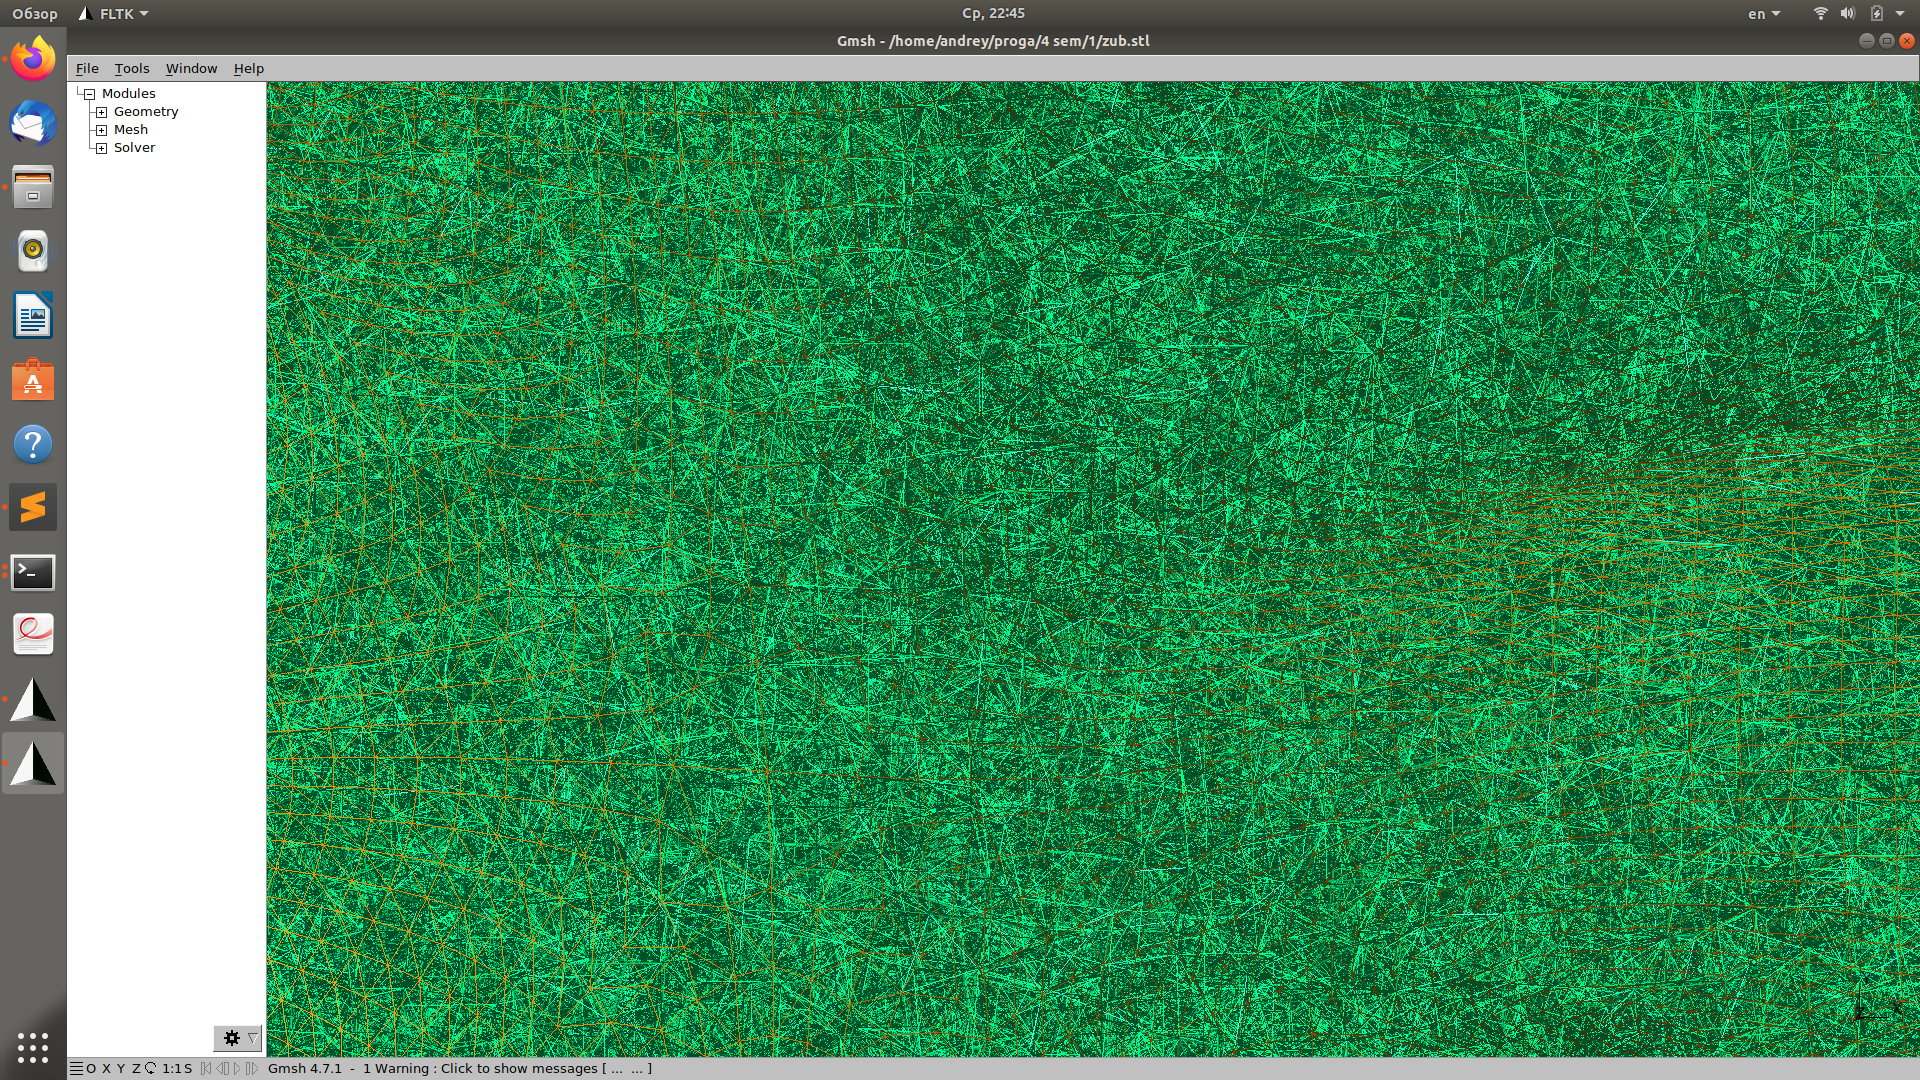 Обзор FLTK Ср, 22:45 en
Gmsh - /home/andrey/proga/4 sem/1/zub.stl
File Tools Window Help
Modules
Geometry
Mesh
Solver
O X Y Z 1:1 S Gmsh 4.7.1 - 1 Warning : Click to show messages [ ... ... ]